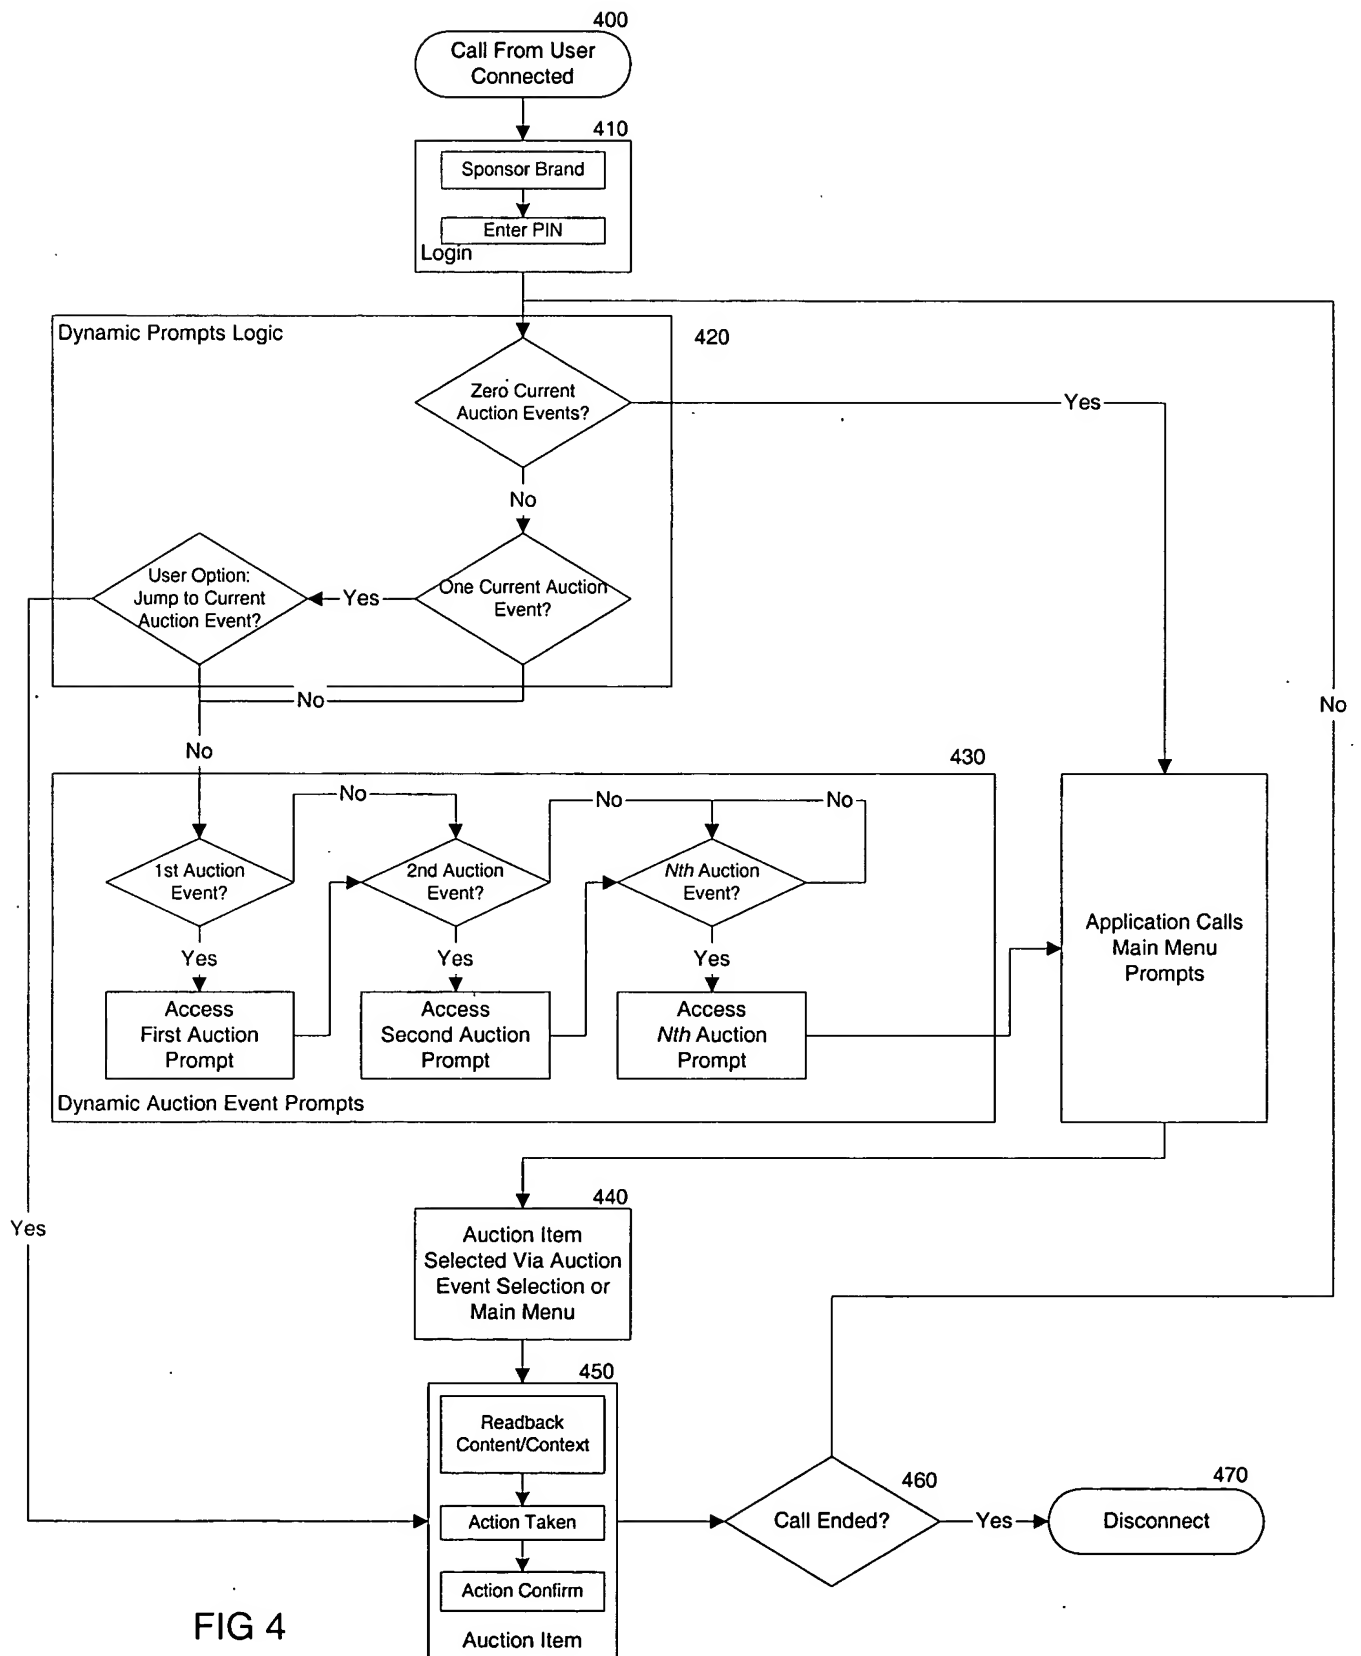 400
Call From User
Connected
410
Sponsor Brand
Enter PIN
Login
Dynamic Prompts Logic
420
Zero Current
Auction Events?
Yes
No
User Option:
Jump to Current
Auction Event?
Yes
One Current Auction
Event?
No
No
No
430
No
No
No
1st Auction
Event?
2nd Auction
Event?
Nth Auction
Event?
Yes
Yes
Yes
Access
First Auction
Prompt
Access
Second Auction
Prompt
Access
Nth Auction
Prompt
Application Calls
Main Menu
Prompts
Dynamic Auction Event Prompts
Yes
440
Auction Item
Selected Via Auction
Event Selection or
Main Menu
450
Readback
Content/Context
Action Taken
Action Confirm
Auction Item
460
Call Ended?
Yes
470
Disconnect
FIG 4